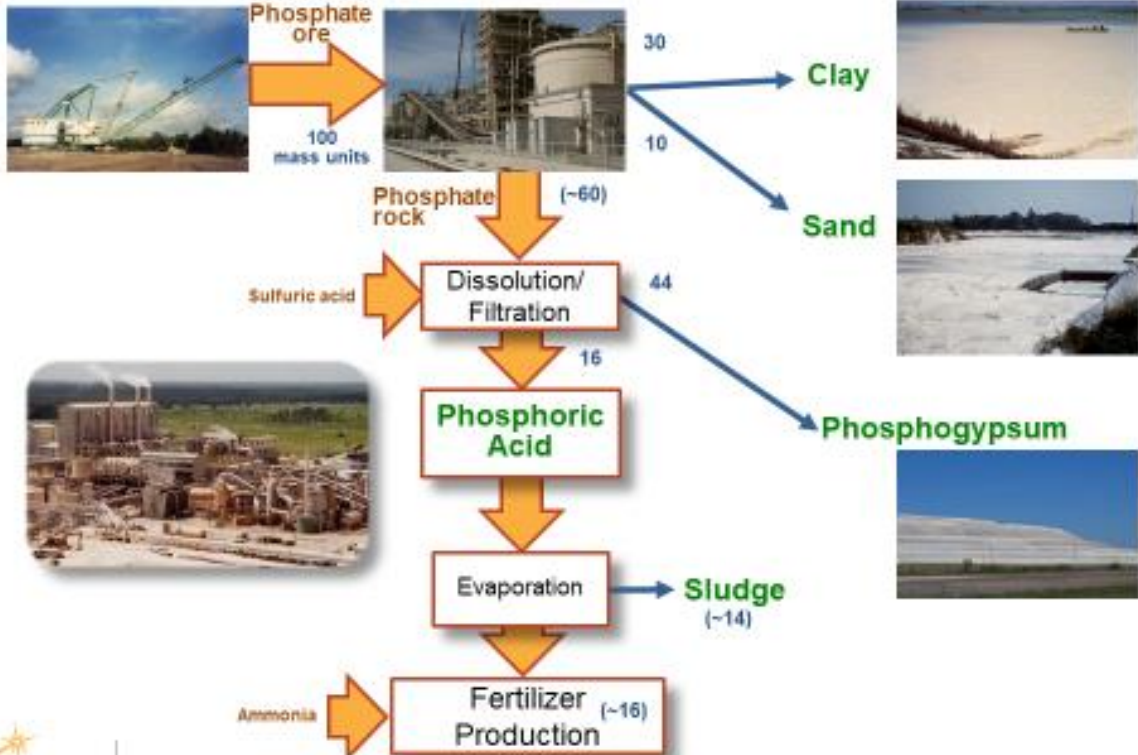 Phosphate
ore
100
mass units
30
Clay
10
Sand
Phosphate
rock
(~60)
Sulfuric acid
Dissolution/
Filtration
44
16
Phosphoric
Acid
Phosphogypsum
Evaporation
Sludge
(~14)
Ammonia
Fertilizer
Production
(~16)